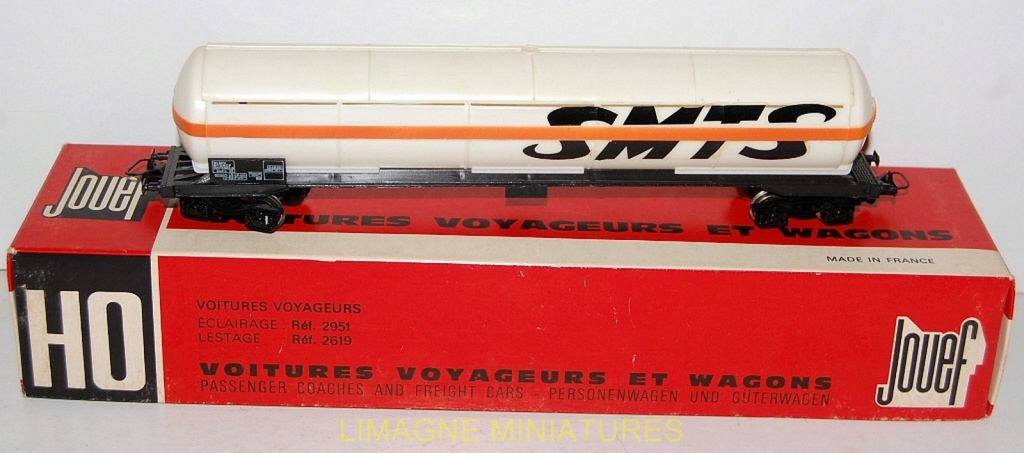 SMTS
Jouef
VOITURES VOYAGEURS ET WAGONS
MADE IN FRANCE
HO
VOITURES VOYAGEURS
ECLAIRAGE Réf. 2951
LESTAGE Réf. 2619
Jouef
VOITURES VOYAGEURS ET WAGONS
PASSENGER COACHES AND FREIGHT CARS - PERSONENWAGEN UND GÜTERWAGEN
LIMAGNE MINIATURES